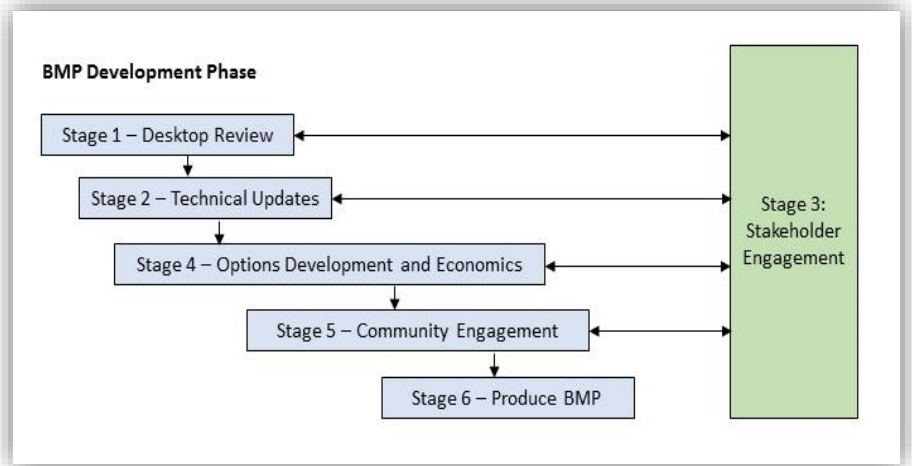 BMP Development Phase
Stage 1 – Desktop Review
Stage 2 – Technical Updates
Stage 3:
Stakeholder
Engagement
Stage 4 – Options Development and Economics
Stage 5 – Community Engagement
Stage 6 – Produce BMP